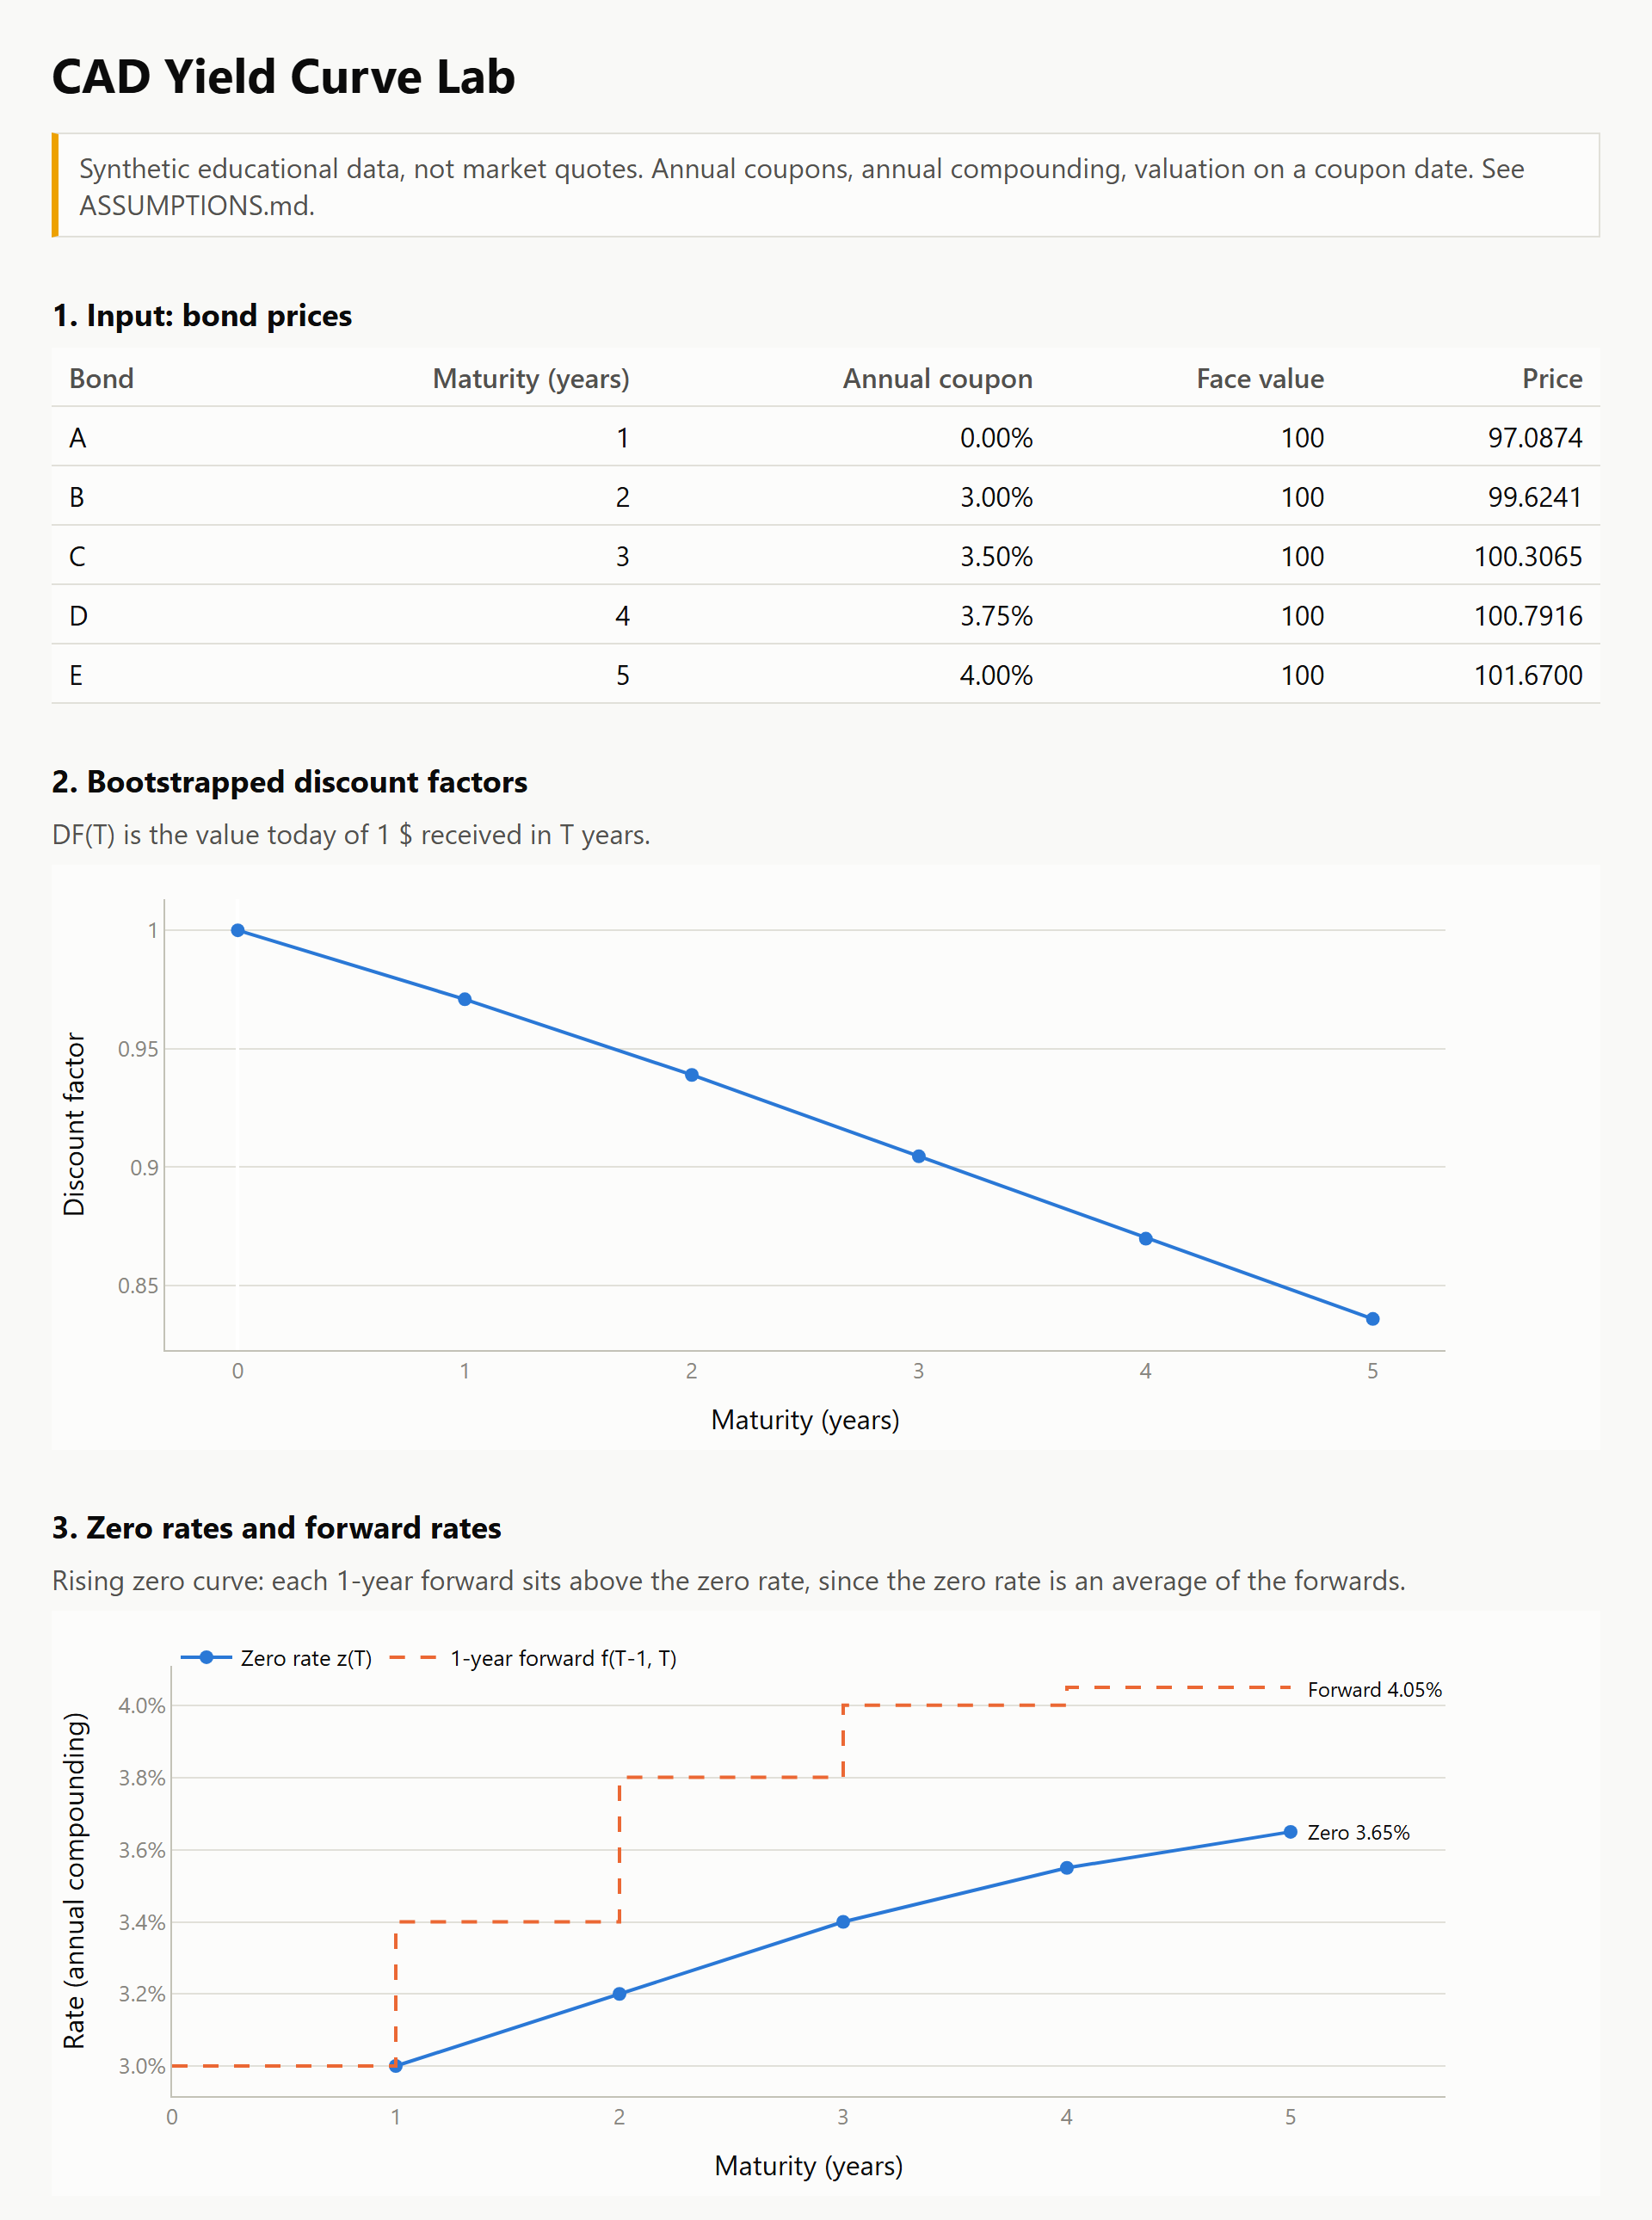 CAD Yield Curve Lab
Synthetic educational data, not market quotes. Annual coupons, annual compounding, valuation on a coupon date. See
ASSUMPTIONS.md.
1. Input: bond prices
Bond Maturity (years) Annual coupon Face value Price
A 1 0.00% 100 97.0874
B 2 3.00% 100 99.6241
C 3 3.50% 100 100.3065
D 4 3.75% 100 100.7916
E 5 4.00% 100 101.6700
2. Bootstrapped discount factors
DF(T) is the value today of 1 $ received in T years.
Discount factor
1
0.95
0.9
0.85
0 1 2 3 4 5
Maturity (years)
3. Zero rates and forward rates
Rising zero curve: each 1-year forward sits above the zero rate, since the zero rate is an average of the forwards.
Zero rate z(T) 1-year forward f(T-1, T)
Rate (annual compounding)
Forward 4.05%
4.0%
3.8%
Zero 3.65%
3.6%
3.4%
3.2%
3.0%
0 1 2 3 4 5
Maturity (years)